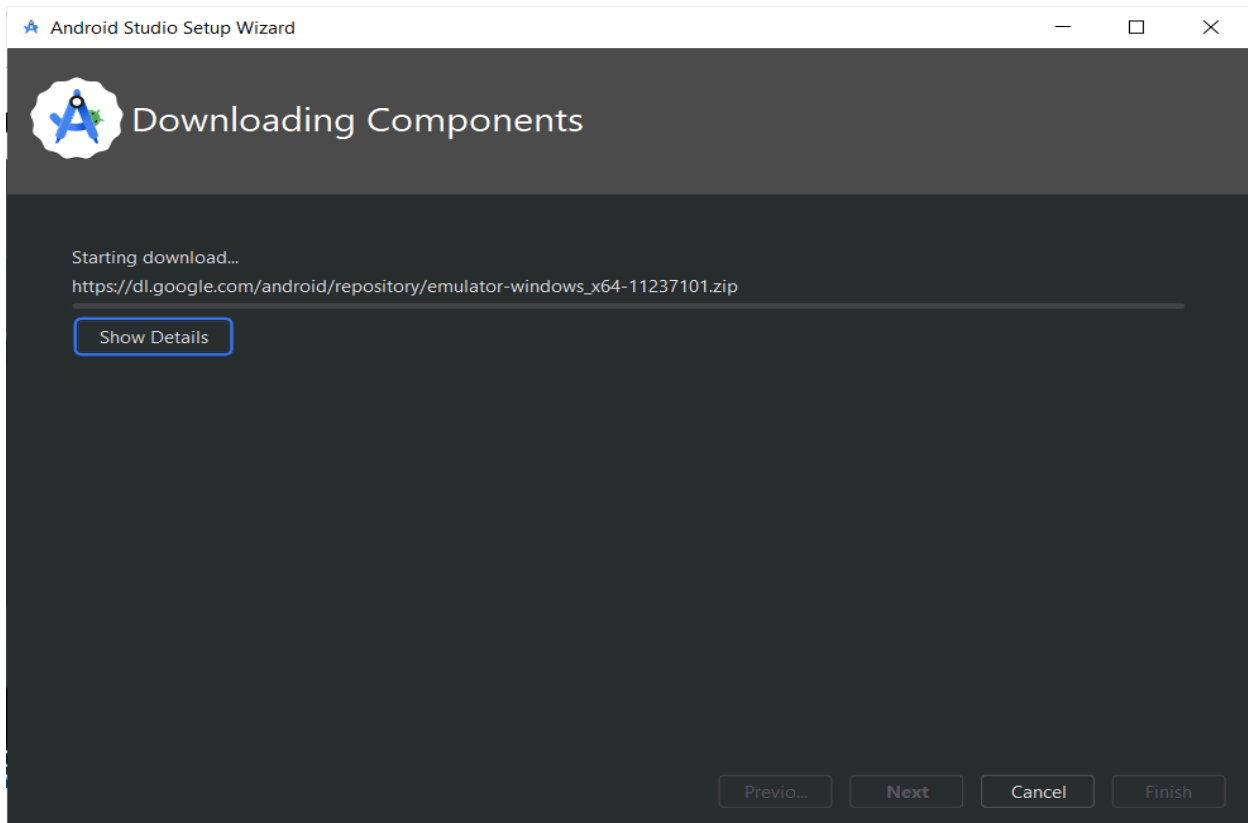 Android Studio Setup Wizard
Downloading Components
Starting download...
https://dl.google.com/android/repository/emulator-windows_x64-11237101.zip
Show Details
Previo... Next Cancel Finish